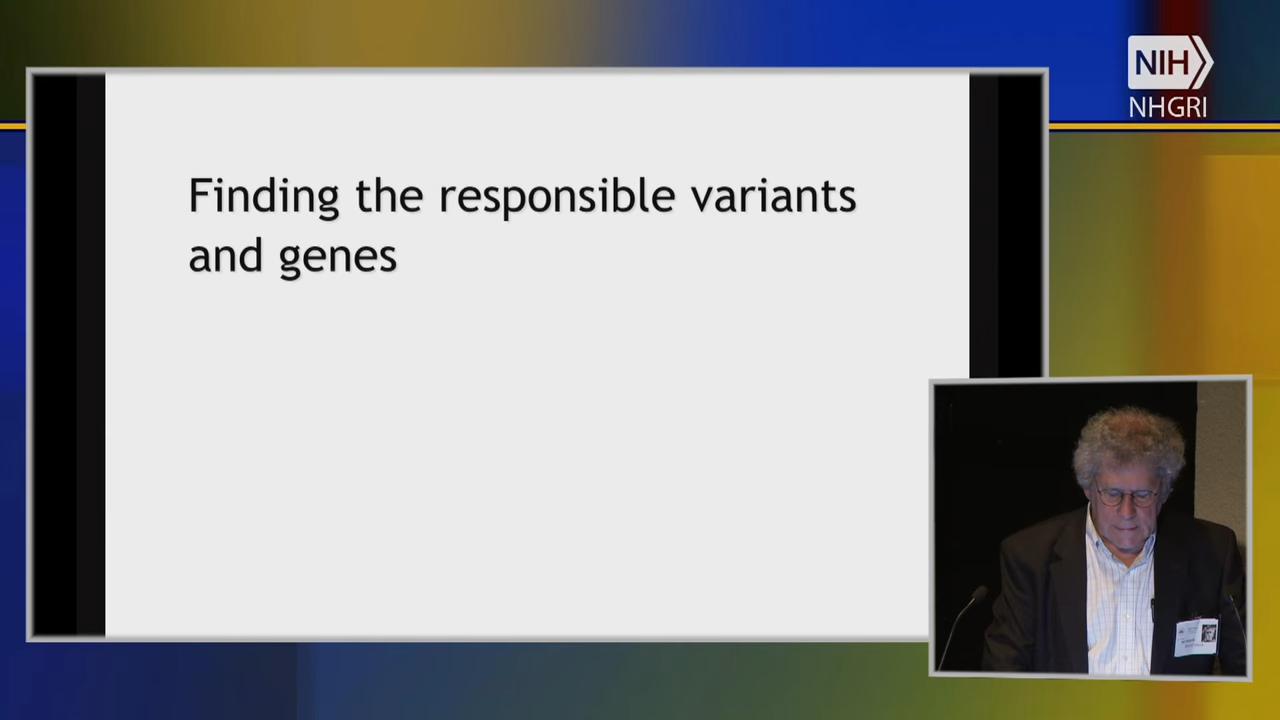 NIH
NHGRI
Finding the responsible variants
and genes